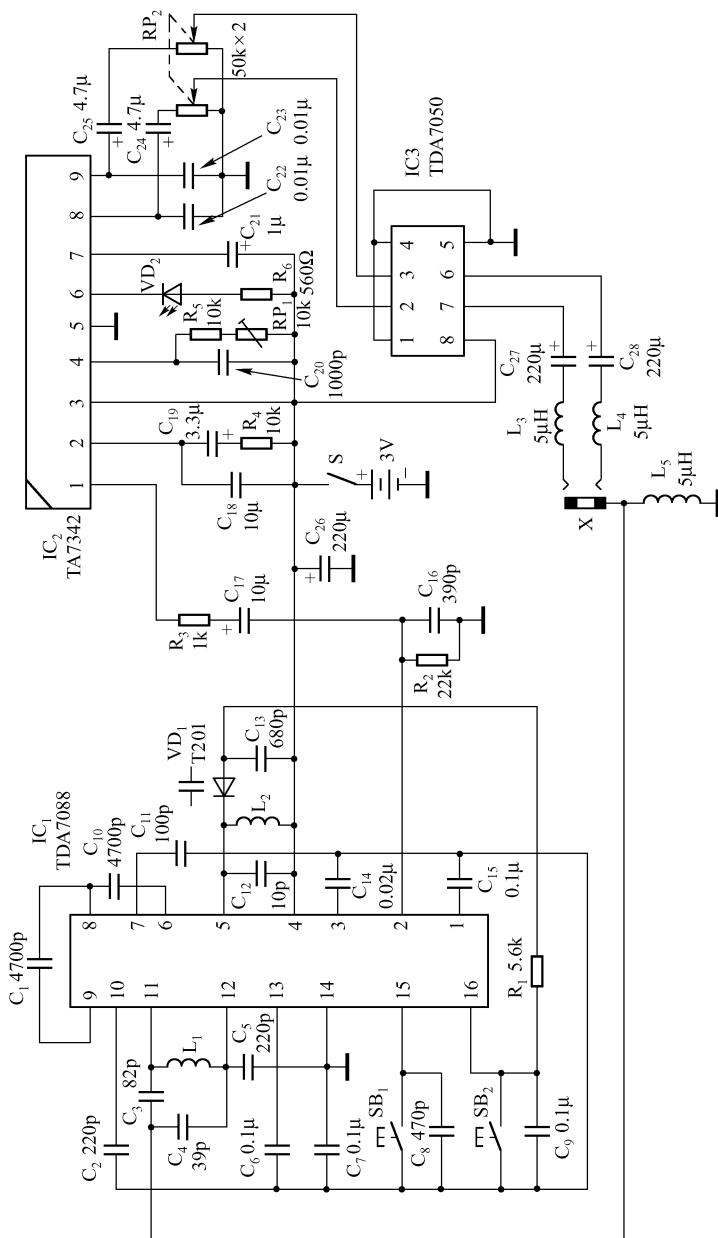 C₁ 4700p
C₂ 220p
C₃
82p
C₄
39p
L₁
C₅
220p
C₆ 0.1μ
C₇ 0.1μ
SB₁
C₈ 470p
SB₂
C₉ 0.1μ
R₁ 5.6k
9
10
11
12
13
14
15
16
8
7
6
5
4
3
2
1
IC₁
TDA7088
C₁₀
4700p
C₁₁
100p
C₁₂
10p
L₂
VD₁
T201
C₁₃
680p
C₁₄
0.02μ
C₁₅
0.1μ
R₂
22k
C₁₆
390p
R₃
1k
C₁₇
10μ
+
IC₂
TA7342
1
2
3
4
5
6
7
8
9
C₁₈
10μ
C₁₉
3.3μ
+
R₄
10k
C₂₀
1000p
R₅
10k
RP₁
10k
VD₂
R₆
560Ω
C₂₁
1μ
+
C₂₂
0.01μ
C₂₃
0.01μ
C₂₄
4.7μ
+
C₂₅ 4.7μ
+
RP₂
50k×2
C₂₆
220μ
+
S
3V
+
−
IC3
TDA7050
1
2
3
4
8
7
6
5
C₂₇
220μ
+
C₂₈
220μ
+
L₃
5μH
L₄
5μH
X
L₅
5μH